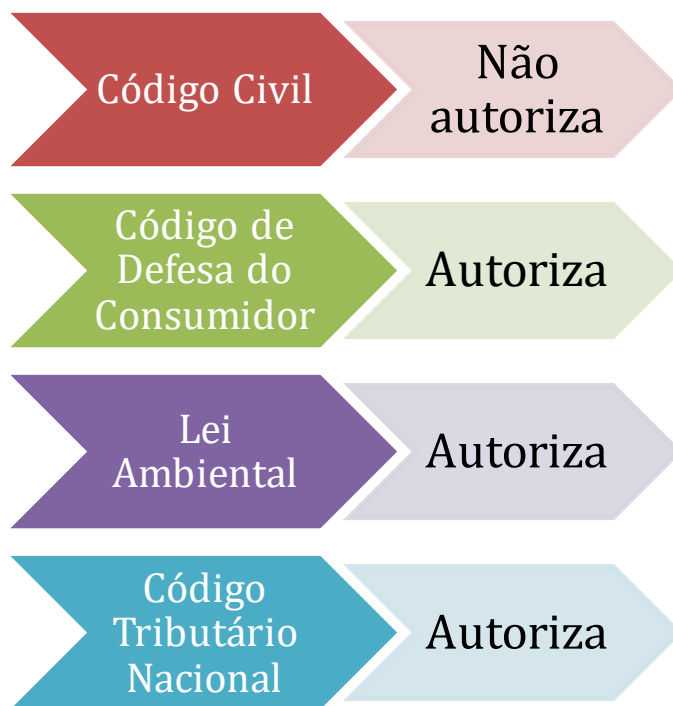 Código Civil
Não
autoriza
Código de
Defesa do
Consumidor
Autoriza
Lei
Ambiental
Autoriza
Código
Tributário
Nacional
Autoriza